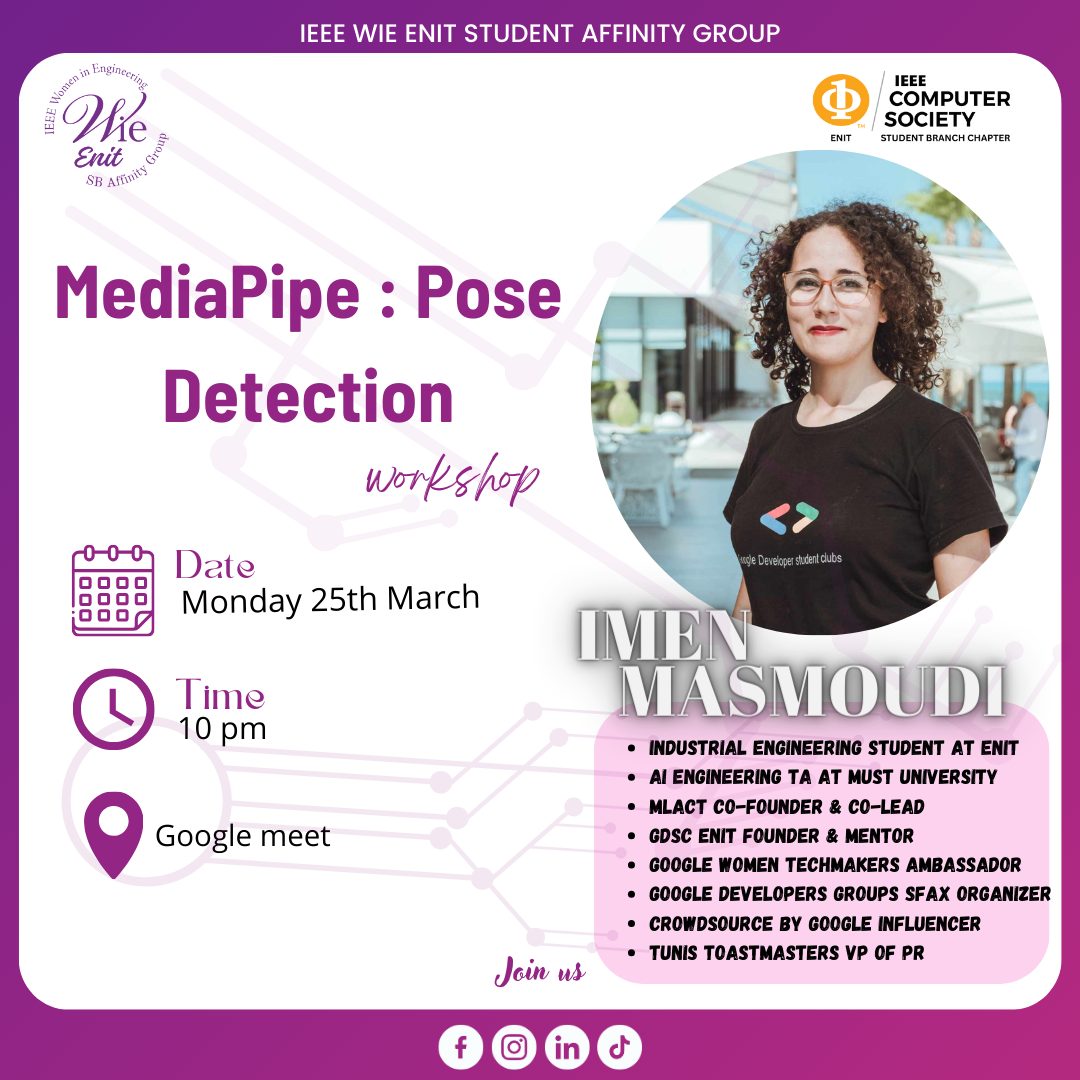 IEEE WIE ENIT STUDENT AFFINITY GROUP
IEEE Women in Engineering
Wie
Enit
SB Affinity Group
IEEE
COMPUTER
SOCIETY
ENIT
STUDENT BRANCH CHAPTER
TM
MediaPipe : Pose
Detection
workshop
Date
Monday 25th March
Time
10 pm
Google meet
Developer student clubs
IMEN
MASMOUDI
• INDUSTRIAL ENGINEERING STUDENT AT ENIT
• AI ENGINEERING TA AT MUST UNIVERSITY
• MLACT CO-FOUNDER & CO-LEAD
• GDSC ENIT FOUNDER & MENTOR
• GOOGLE WOMEN TECHMAKERS AMBASSADOR
• GOOGLE DEVELOPERS GROUPS SFAX ORGANIZER
• CROWDSOURCE BY GOOGLE INFLUENCER
• TUNIS TOASTMASTERS VP OF PR
Join us